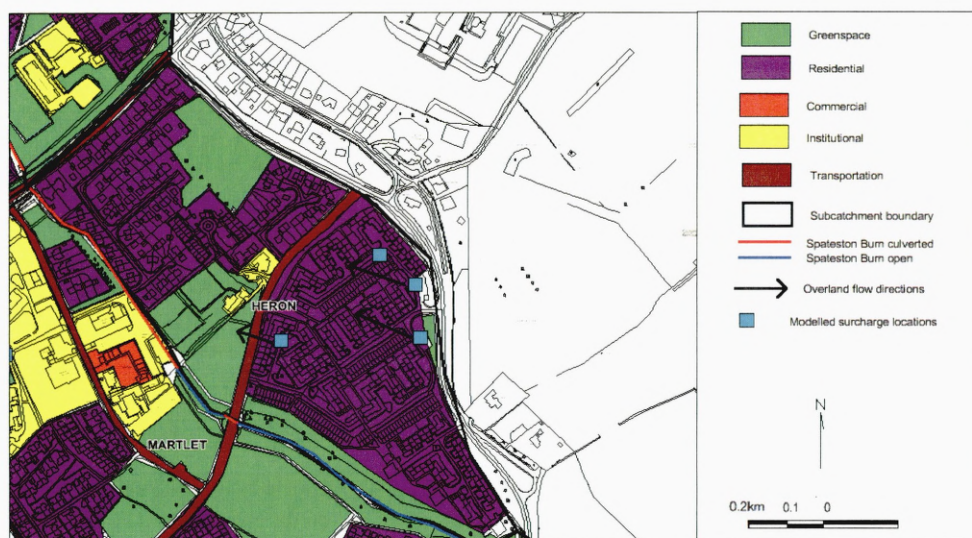 HERON
MARTLET
Greenspace
Residential
Commercial
Institutional
Transportation
Subcatchment boundary
Spateston Burn culverted
Spateston Burn open
Overland flow directions
Modelled surcharge locations
N
0.2km 0.1 0